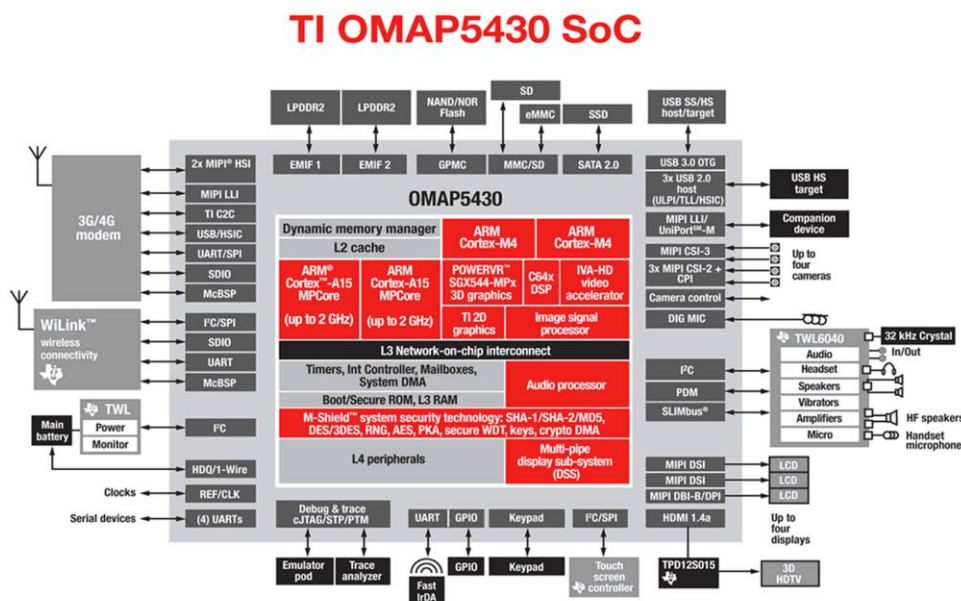 TI OMAP5430 SoC
LPDDR2
LPDDR2
NAND/NOR
Flash
SD
eMMC
SSD
USB SS/HS
host/target
EMIF 1
EMIF 2
GPMC
MMC/SD
SATA 2.0
USB 3.0 OTG
3G/4G
modem
2x MIPI® HSI
MIPI LLI
TI C2C
USB/HSIC
UART/SPI
SDIO
McBSP
WiLink™
wireless
connectivity
I²C/SPI
SDIO
UART
McBSP
TWL
Power
Monitor
Main
battery
I²C
HDQ/1-Wire
Clocks
REF/CLK
Serial devices
(4) UARTs
OMAP5430
Dynamic memory manager
L2 cache
ARM
Cortex-M4
ARM
Cortex-M4
ARM®
Cortex™-A15
MPCore
(up to 2 GHz)
ARM
Cortex-A15
MPCore
(up to 2 GHz)
POWERVR™
SGX544-MPx
3D graphics
C64x
DSP
IVA-HD
video
accelerator
TI 2D
graphics
Image signal
processor
L3 Network-on-chip interconnect
Timers, Int Controller, Mailboxes,
System DMA
Boot/Secure ROM, L3 RAM
Audio processor
M-Shield™ system security technology: SHA-1/SHA-2/MD5,
DES/3DES, RNG, AES, PKA, secure WDT, keys, crypto DMA
L4 peripherals
Multi-pipe
display sub-system
(DSS)
3x USB 2.0
host
(ULPI/TLL/HSIC)
USB HS
target
MIPI LLI/
UniPort℠-M
Companion
device
MIPI CSI-3
3x MIPI CSI-2 +
CPI
Up to
four
cameras
Camera control
DIG MIC
I²C
PDM
SLIMbus®
TWL6040
32 kHz Crystal
Audio
In/Out
Headset
Speakers
Vibrators
Amplifiers
HF speakers
Micro
Handset
microphone
MIPI DSI
LCD
MIPI DSI
LCD
MIPI DBI-B/DPI
LCD
Up to
four
displays
HDMI 1.4a
TPD12S015
3D
HDTV
Debug & trace
cJTAG/STP/PTM
UART
GPIO
Keypad
I²C/SPI
Emulator
pod
Trace
analyzer
Fast
IrDA
GPIO
Keypad
Touch
screen
controller